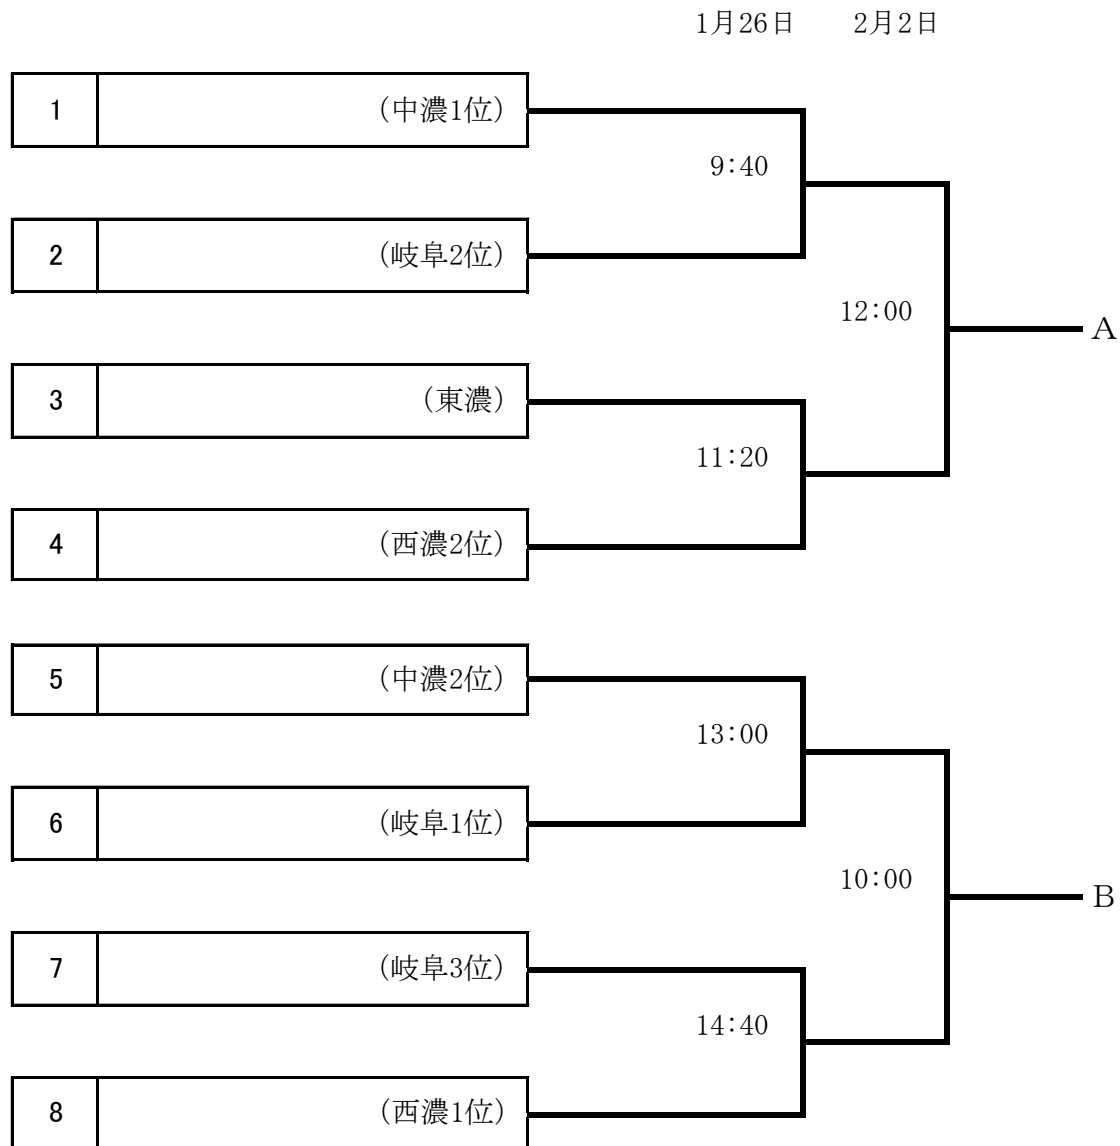 1月26日 2月2日
1 (中濃1位)
9:40
2 (岐阜2位)
12:00
A
3 (東濃)
11:20
4 (西濃2位)
5 (中濃2位)
13:00
6 (岐阜1位)
10:00
B
7 (岐阜3位)
14:40
8 (西濃1位)